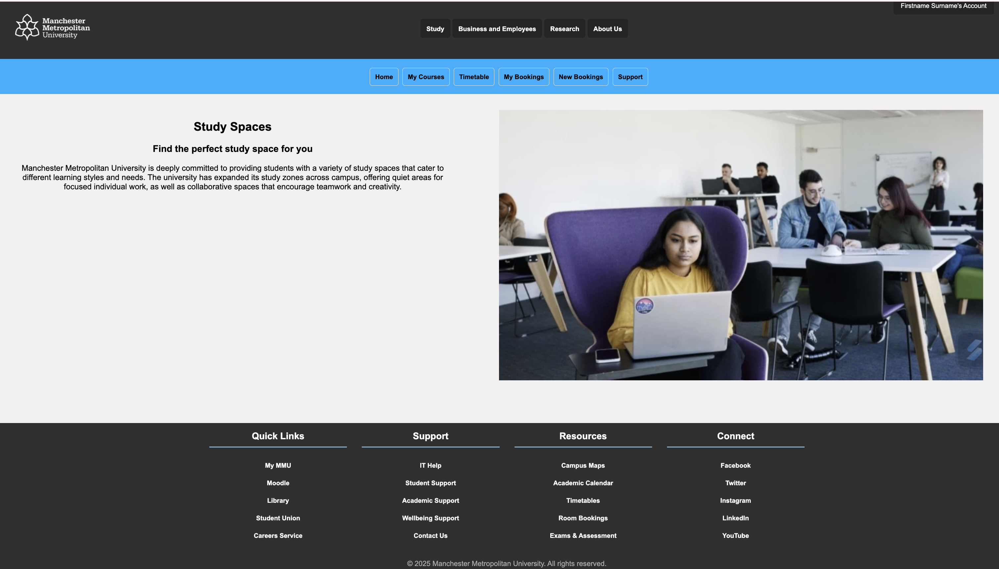 Firstname Surname's Account
Manchester
Metropolitan
University
Study Business and Employees Research About Us
Home My Courses Timetable My Bookings New Bookings Support
Study Spaces
Find the perfect study space for you
Manchester Metropolitan University is deeply committed to providing students with a variety of study spaces that cater to
different learning styles and needs. The university has expanded its study zones across campus, offering quiet areas for
focused individual work, as well as collaborative spaces that encourage teamwork and creativity.
Quick Links
My MMU
Moodle
Library
Student Union
Careers Service
Support
IT Help
Student Support
Academic Support
Wellbeing Support
Contact Us
Resources
Campus Maps
Academic Calendar
Timetables
Room Bookings
Exams & Assessment
Connect
Facebook
Twitter
Instagram
LinkedIn
YouTube
© 2025 Manchester Metropolitan University. All rights reserved.